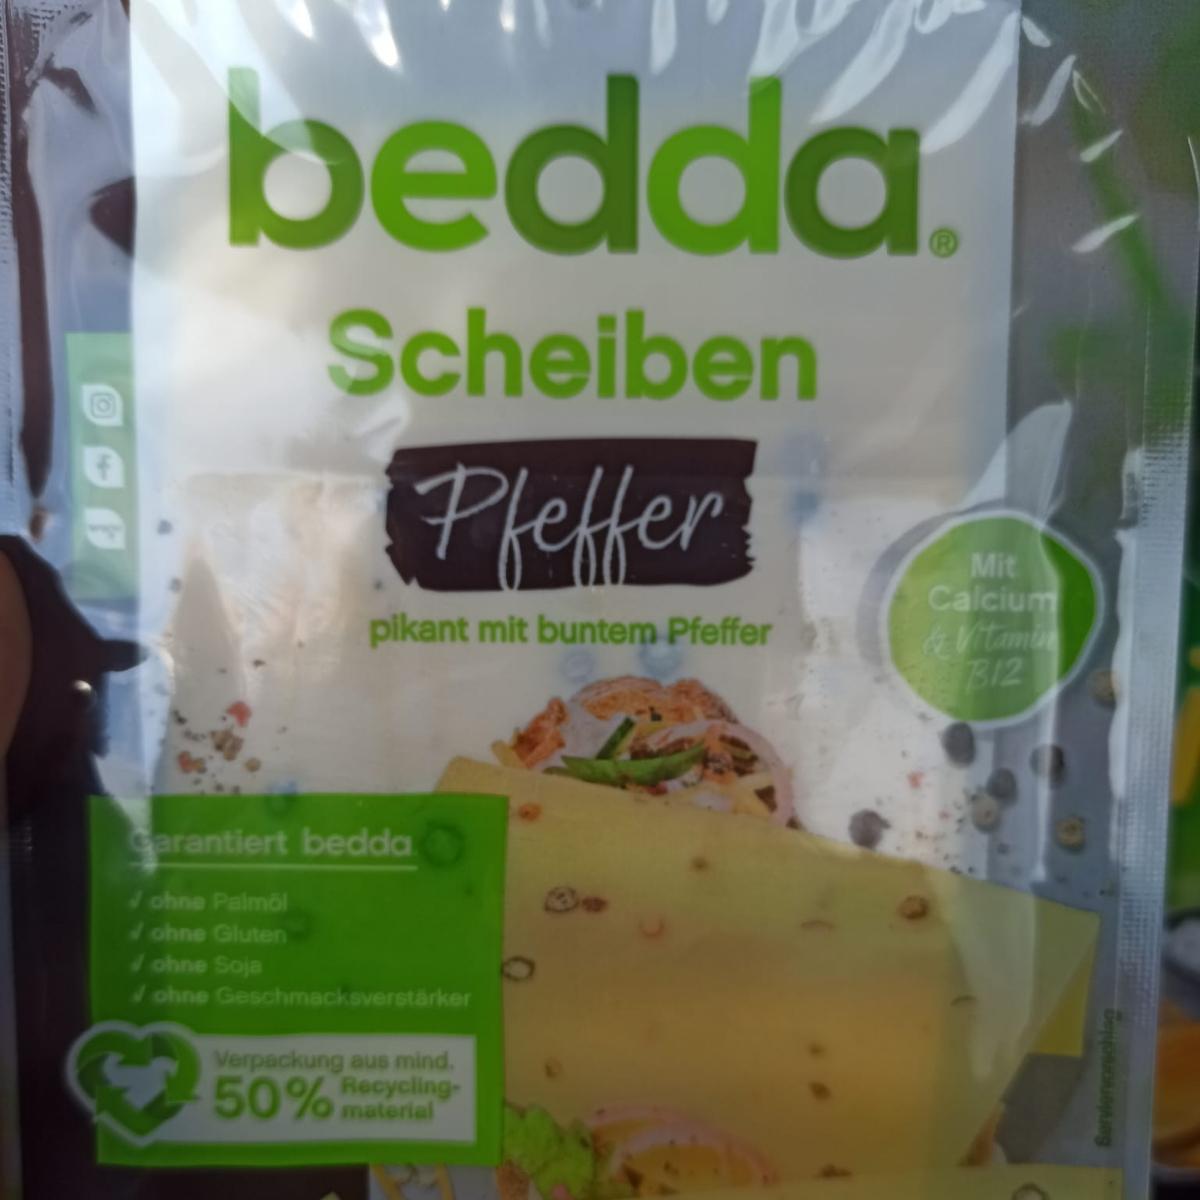 bedda®
Scheiben
Pfeffer
pikant mit buntem Pfeffer
Mit
Calcium
& Vitamin
B12
Garantiert bedda
√ ohne Palmöl
√ ohne Gluten
√ ohne Soja
√ ohne Geschmacksverstärker
Verpackung aus mind.
50% Recycling-
material
Serviervorschlag